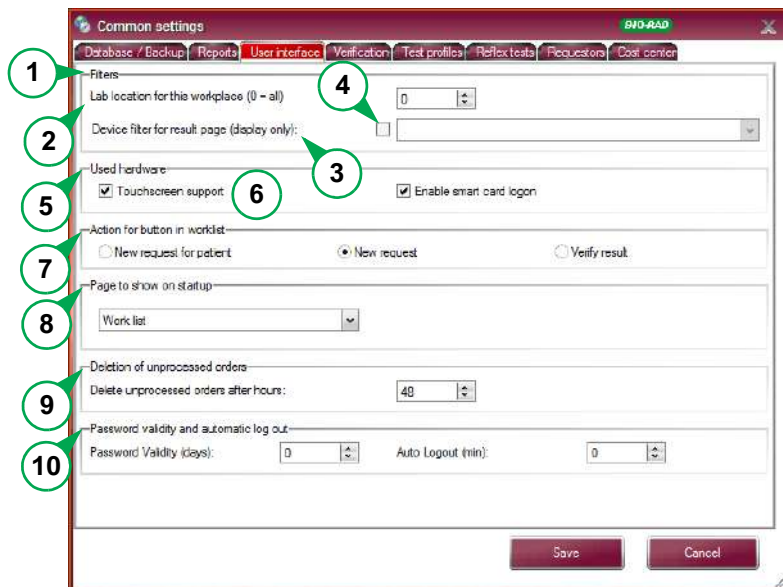 Common settings
BIO-RAD
Database / Backup Reports User interface Verification Test profiles Reflex tests Requestors Cost center
1
Filters
Lab location for this workplace (0 = all) 0
4
2
Device filter for result page (display only):
3
Used hardware
5
Touchscreen support
6
Enable smart card logon
Action for button in worklist
7
New request for patient New request Verify result
Page to show on startup
8
Work list
Deletion of unprocessed orders
9
Delete unprocessed orders after hours: 48
Password validity and automatic log out
10
Password Validity (days): 0 Auto Logout (min): 0
Save Cancel